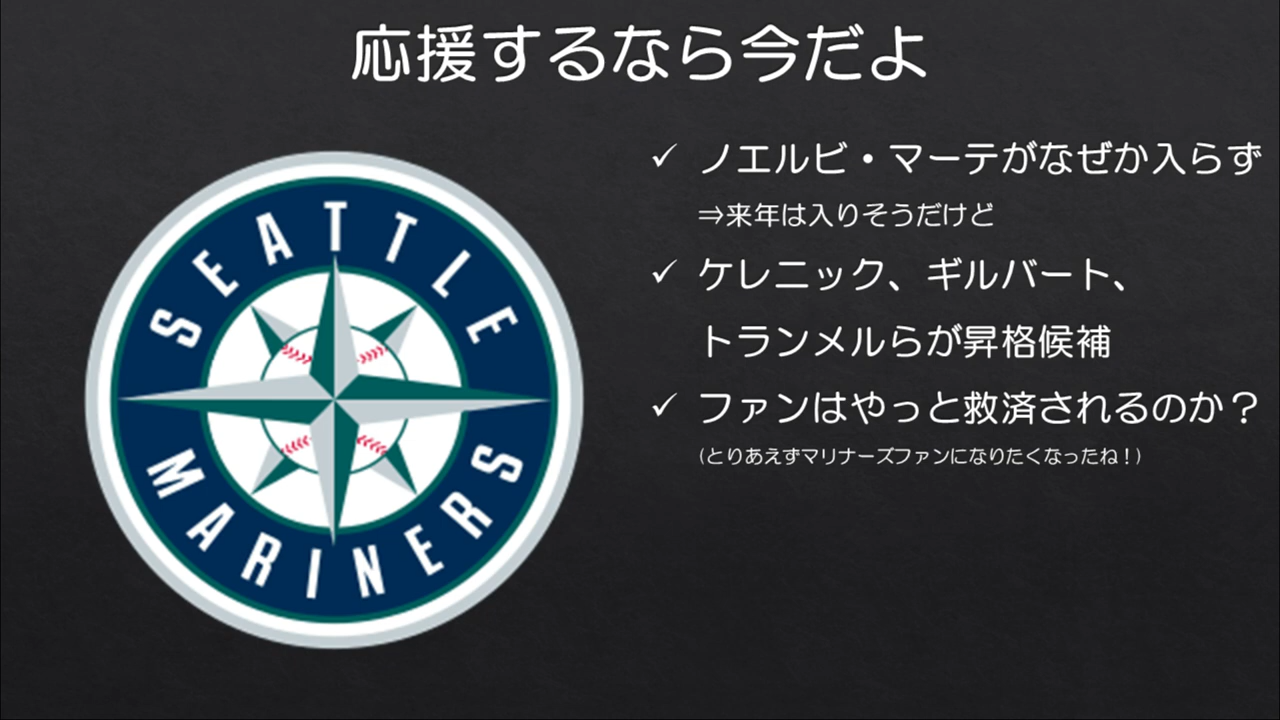 応援するなら今だよ
SEATTLE
MARINERS
✓ ノエルビ・マーテがなぜか入らず
⇒来年は入りそうだけど
✓ ケレニック、ギルバート、
トランメルらが昇格候補
✓ ファンはやっと救済されるのか？
(とりあえずマリナーズファンになりたくなったね！)